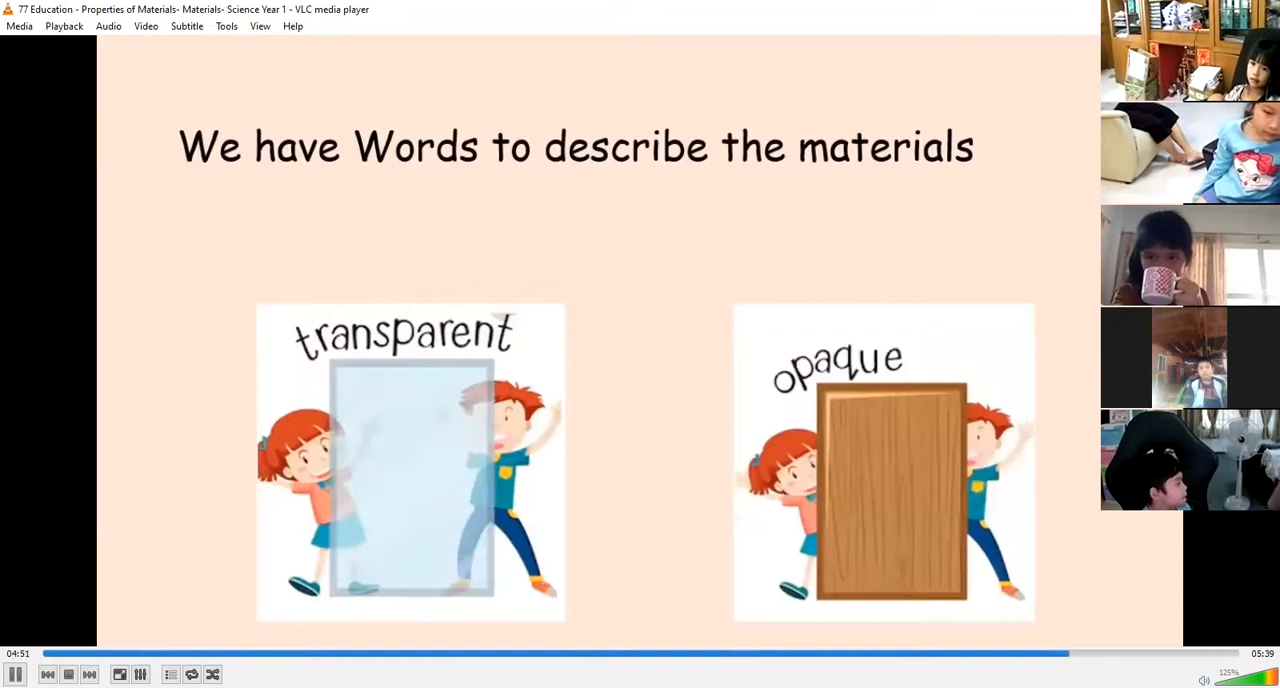 77 Education - Properties of Materials- Materials- Science Year 1 - VLC media player
Media Playback Audio Video Subtitle Tools View Help
We have Words to describe the materials
transparent
opaque
04:51
05:39
125%